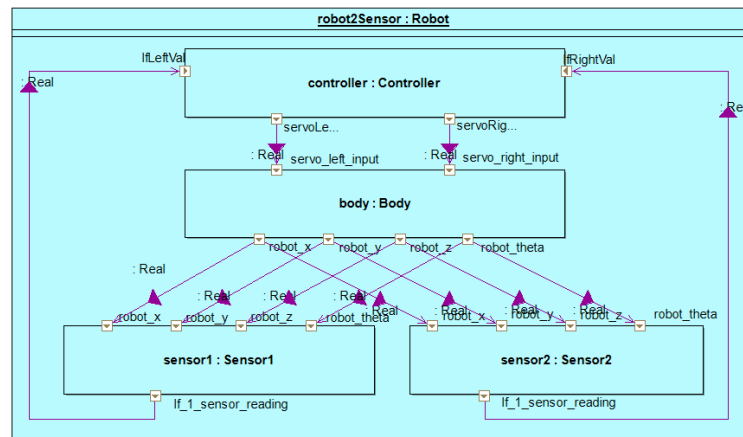 robot2Sensor : Robot
lfLeftVal
lfRightVal
: Real
: Re
controller : Controller
servoLe...
servoRig...
: Real
servo_left_input
: Real
servo_right_input
body : Body
robot_x
robot_y
robot_z
robot_theta
: Real
: Real
: Real
: Real
: Real
: Real
: Real
: Real
robot_x
robot_y
robot_z
robot_theta
robot_x
robot_y
robot_z
robot_theta
sensor1 : Sensor1
sensor2 : Sensor2
lf_1_sensor_reading
lf_1_sensor_reading